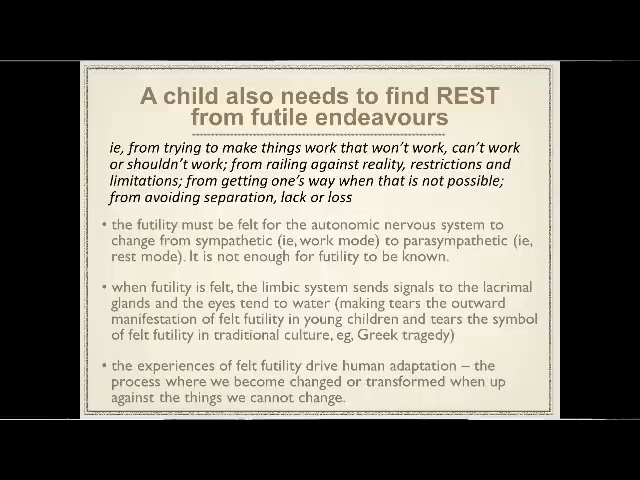 A child also needs to find REST
from futile endeavours
ie, from trying to make things work that won't work, can't work
or shouldn't work; from railing against reality, restrictions and
limitations; from getting one's way when that is not possible;
from avoiding separation, lack or loss
• the futility must be felt for the autonomic nervous system to
change from sympathetic (ie, work mode) to parasympathetic (ie,
rest mode). It is not enough for futility to be known.
• when futility is felt, the limbic system sends signals to the lacrimal
glands and the eyes tend to water (making tears the outward
manifestation of felt futility in young children and tears the symbol
of felt futility in traditional culture, eg, Greek tragedy)
• the experiences of felt futility drive human adaptation – the
process where we become changed or transformed when up
against the things we cannot change.